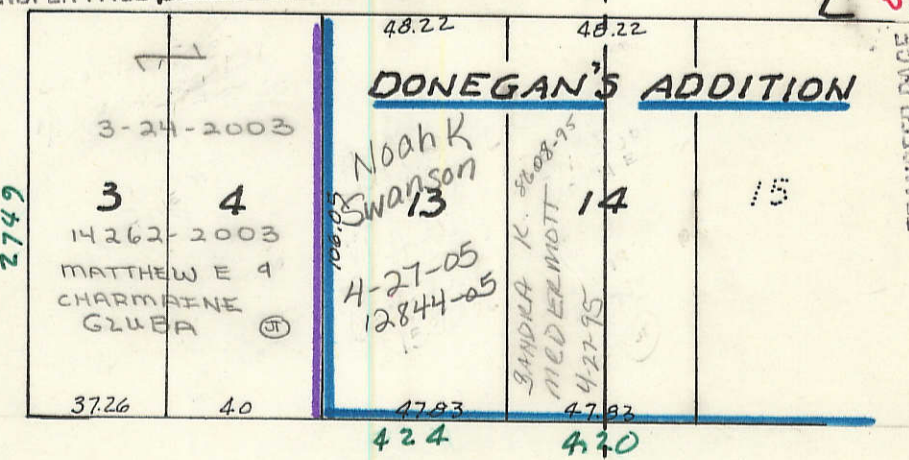 48.22
48.22
DONEGAN'S ADDITION
3-24-2003
3
4
14262-2003
MATTHEW E &
CHARMAINE
GLUBA
JT
2749
37.26
40
106.05
Noah K
Swanson
13
4-27-05
12844-05
47.83
424
14
SANDRA K.
McDERMOTT
4-27-95
47.83
420
15